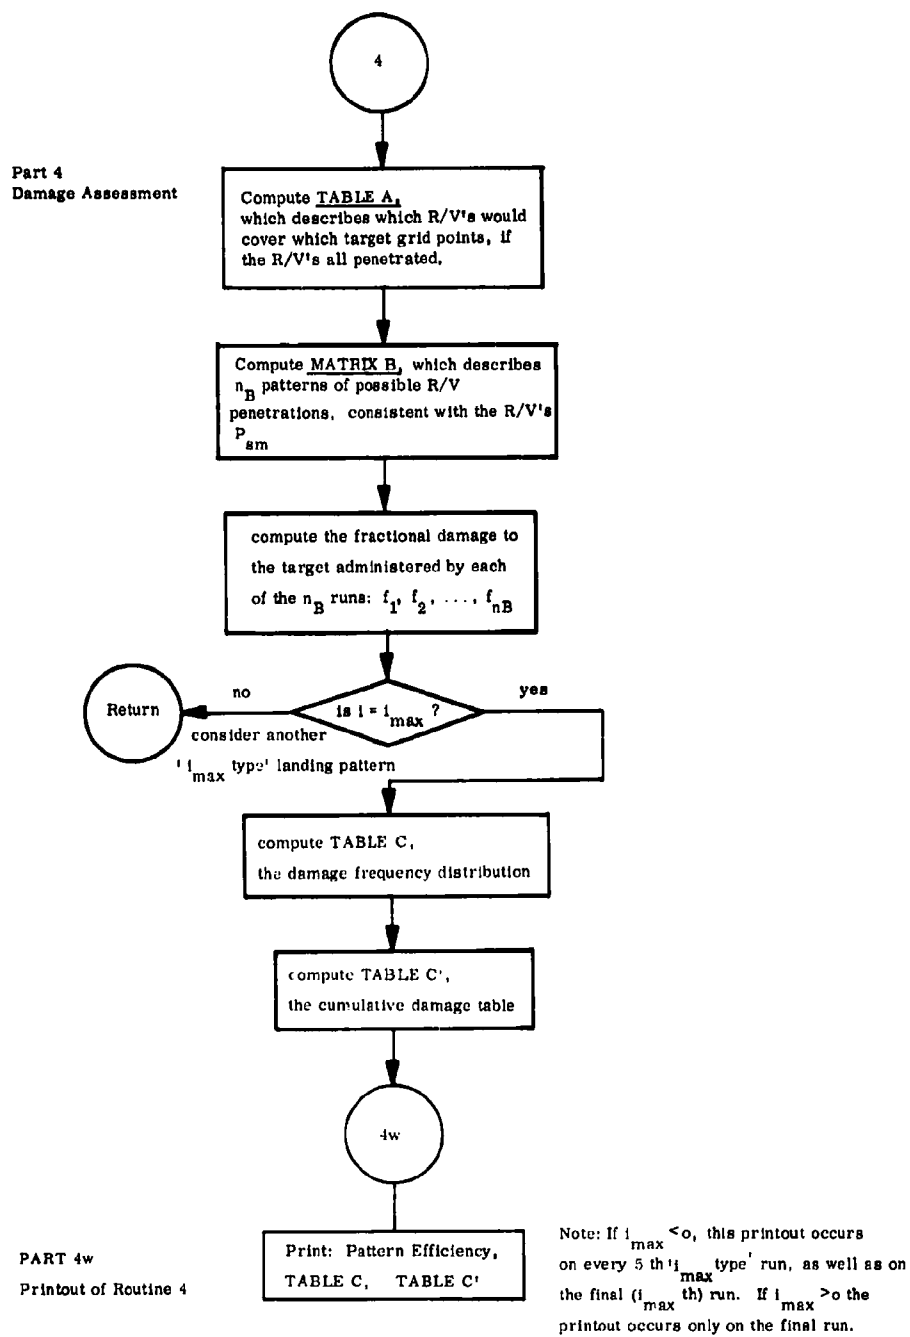 4
Part 4
Damage Assessment
Compute TABLE A,
which describes which R/V's would
cover which target grid points, if
the R/V's all penetrated.
Compute MATRIX B, which describes
n_B patterns of possible R/V
penetrations, consistent with the R/V's
P_sm
compute the fractional damage to
the target administered by each
of the n_B runs: f_1, f_2, ..., f_nB
is i = i_max ?
no
yes
Return
consider another
'i_max type' landing pattern
compute TABLE C,
the damage frequency distribution
compute TABLE C',
the cumulative damage table
4w
PART 4w
Printout of Routine 4
Print: Pattern Efficiency,
TABLE C, TABLE C'
Note: If i_max <o, this printout occurs
on every 5 th 'i_max type' run, as well as on
the final (i_max th) run. If i_max >o the
printout occurs only on the final run.